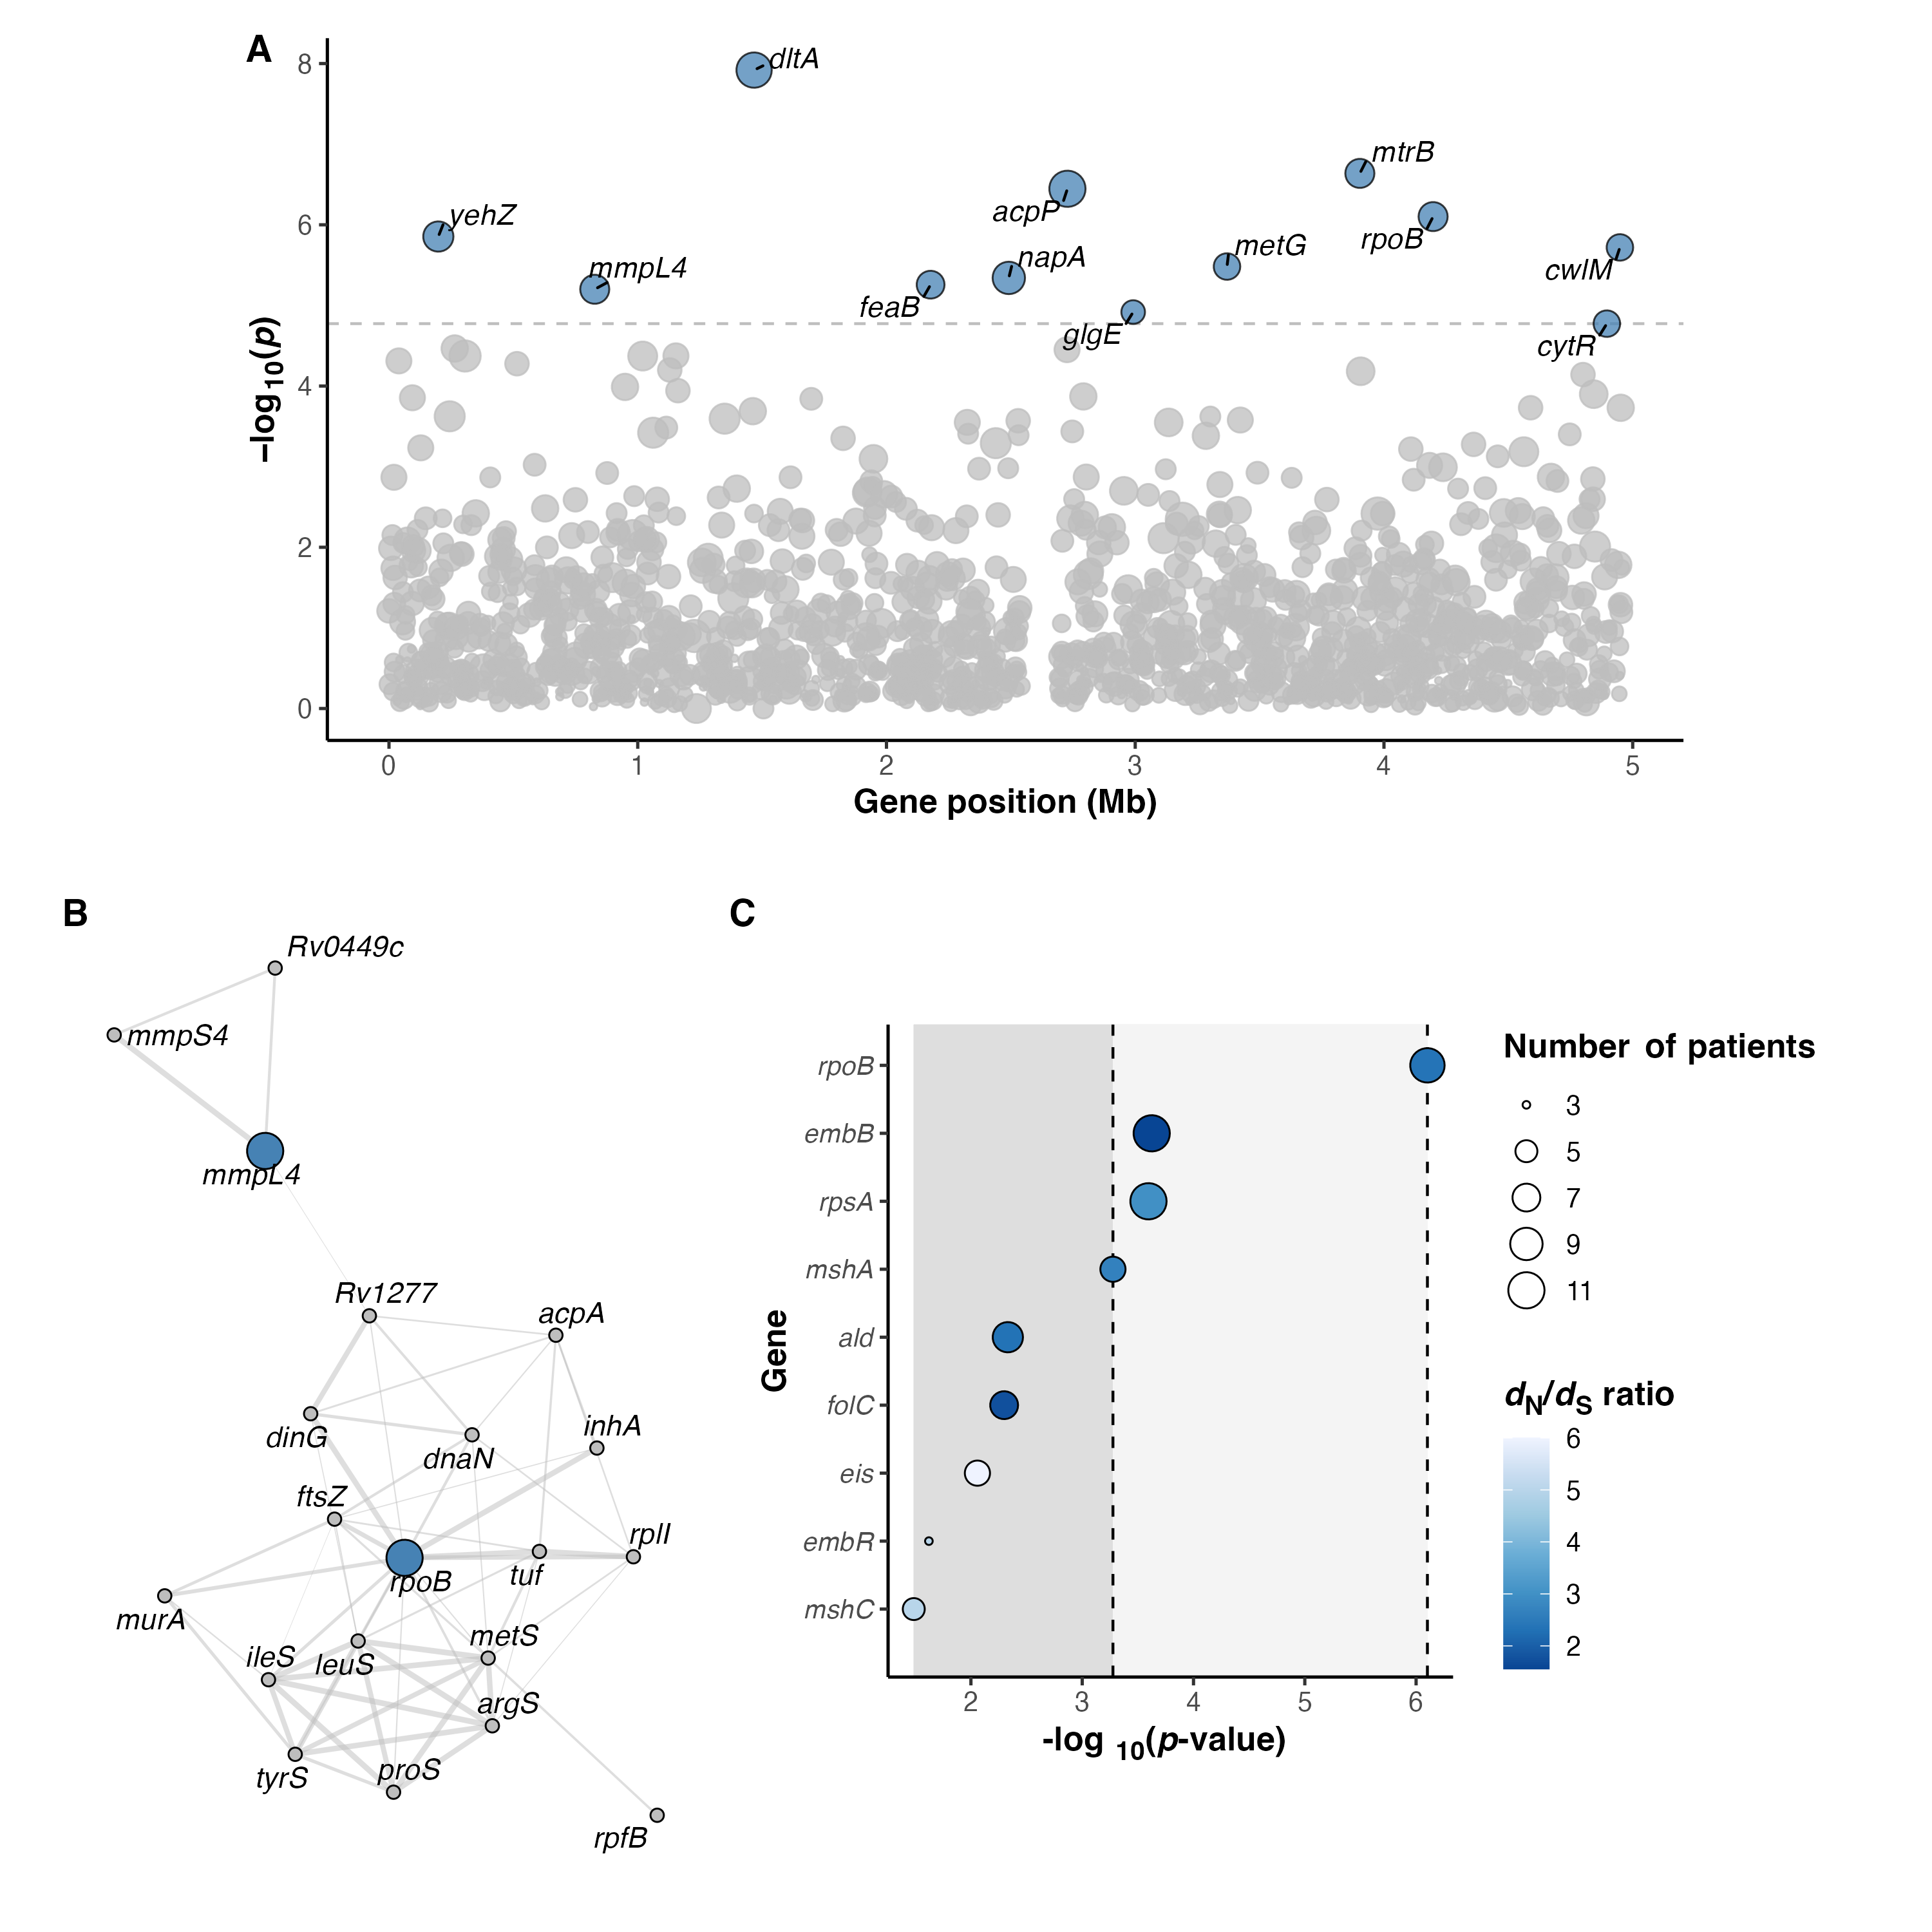 A
8
6
4
2
0
−log10(p)
dltA
mtrB
acpP
yehZ
rpoB
metG
napA
mmpL4
cwlM
feaB
glgE
cytR
0 1 2 3 4 5
Gene position (Mb)
B
Rv0449c
mmpS4
mmpL4
Rv1277
acpA
dinG
dnaN
inhA
ftsZ
rplI
rpoB
tuf
murA
metS
ileS
leuS
argS
tyrS
proS
rpfB
C
Gene
rpoB
embB
rpsA
mshA
ald
folC
eis
embR
mshC
2 3 4 5 6
-log 10(p-value)
Number of patients
3
5
7
9
11
dN/dS ratio
6
5
4
3
2